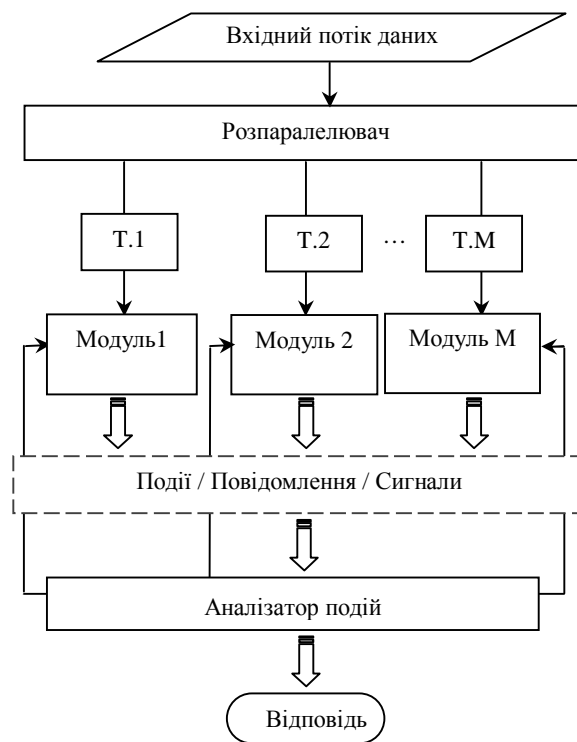 Вхідний потік даних
Розпаралелювач
Т.1
Т.2
...
Т.М
Модуль1
Модуль 2
Модуль М
Події / Повідомлення / Сигнали
Аналізатор подій
Відповідь